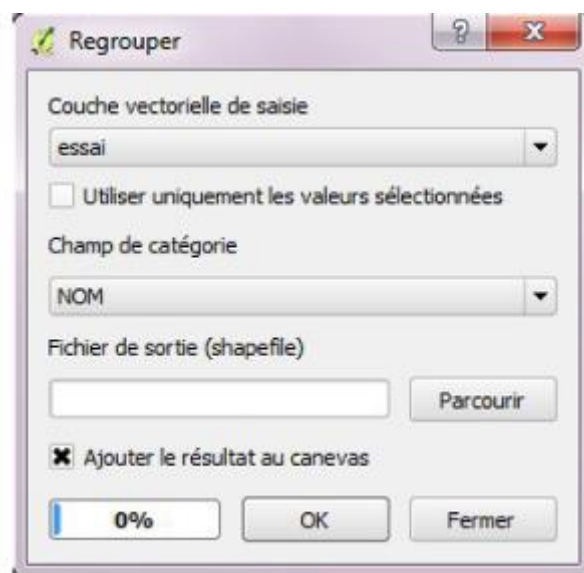 Regrouper
Couche vectorielle de saisie
essai
Utiliser uniquement les valeurs sélectionnées
Champ de catégorie
NOM
Fichier de sortie (shapefile)
Parcourir
Ajouter le résultat au canevas
0% OK Fermer